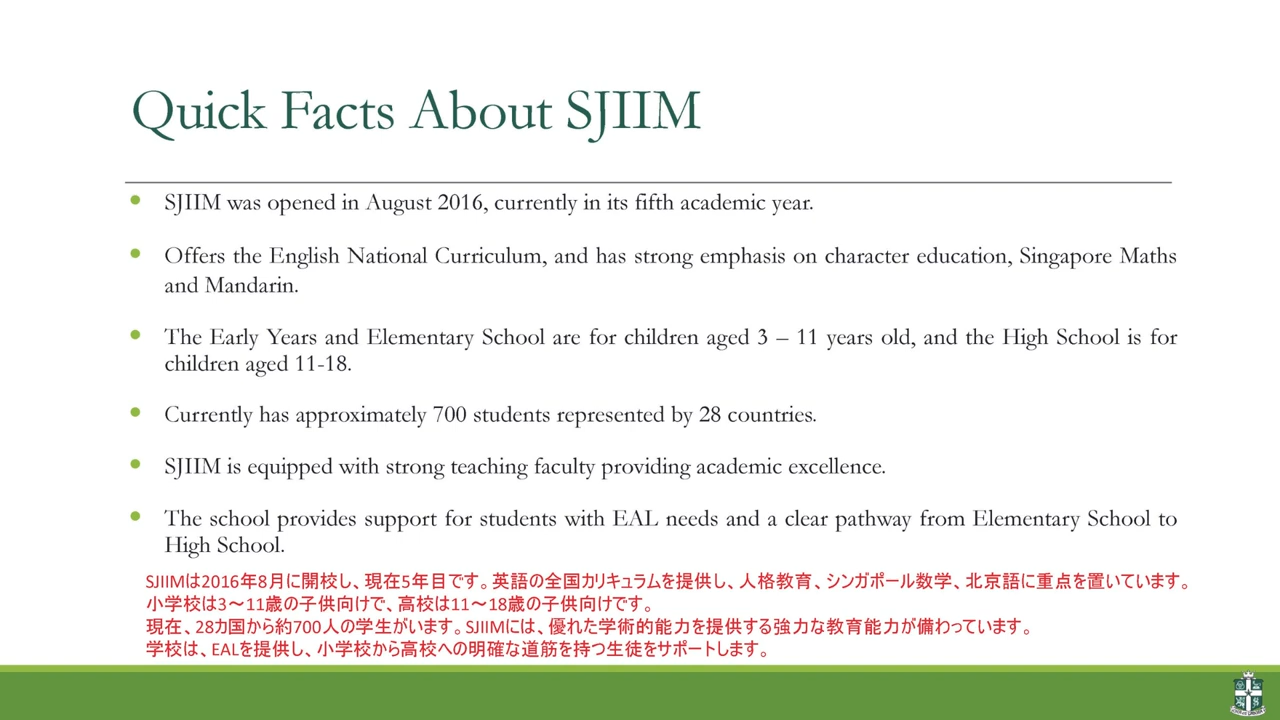 Quick Facts About SJIIM
SJIIM was opened in August 2016, currently in its fifth academic year.
Offers the English National Curriculum, and has strong emphasis on character education, Singapore Maths
and Mandarin.
The Early Years and Elementary School are for children aged 3 – 11 years old, and the High School is for
children aged 11-18.
Currently has approximately 700 students represented by 28 countries.
SJIIM is equipped with strong teaching faculty providing academic excellence.
The school provides support for students with EAL needs and a clear pathway from Elementary School to
High School.
SJIIMは2016年8月に開校し、現在5年目です。英語の全国カリキュラムを提供し、人格教育、シンガポール数学、北京語に重点を置いています。
小学校は3～11歳の子供向けで、高校は11～18歳の子供向けです。
現在、28カ国から約700人の学生がいます。SJIIMには、優れた学術的能力を提供する強力な教育能力が備わっています。
学校は、EALを提供し、小学校から高校への明確な道筋を持つ生徒をサポートします。